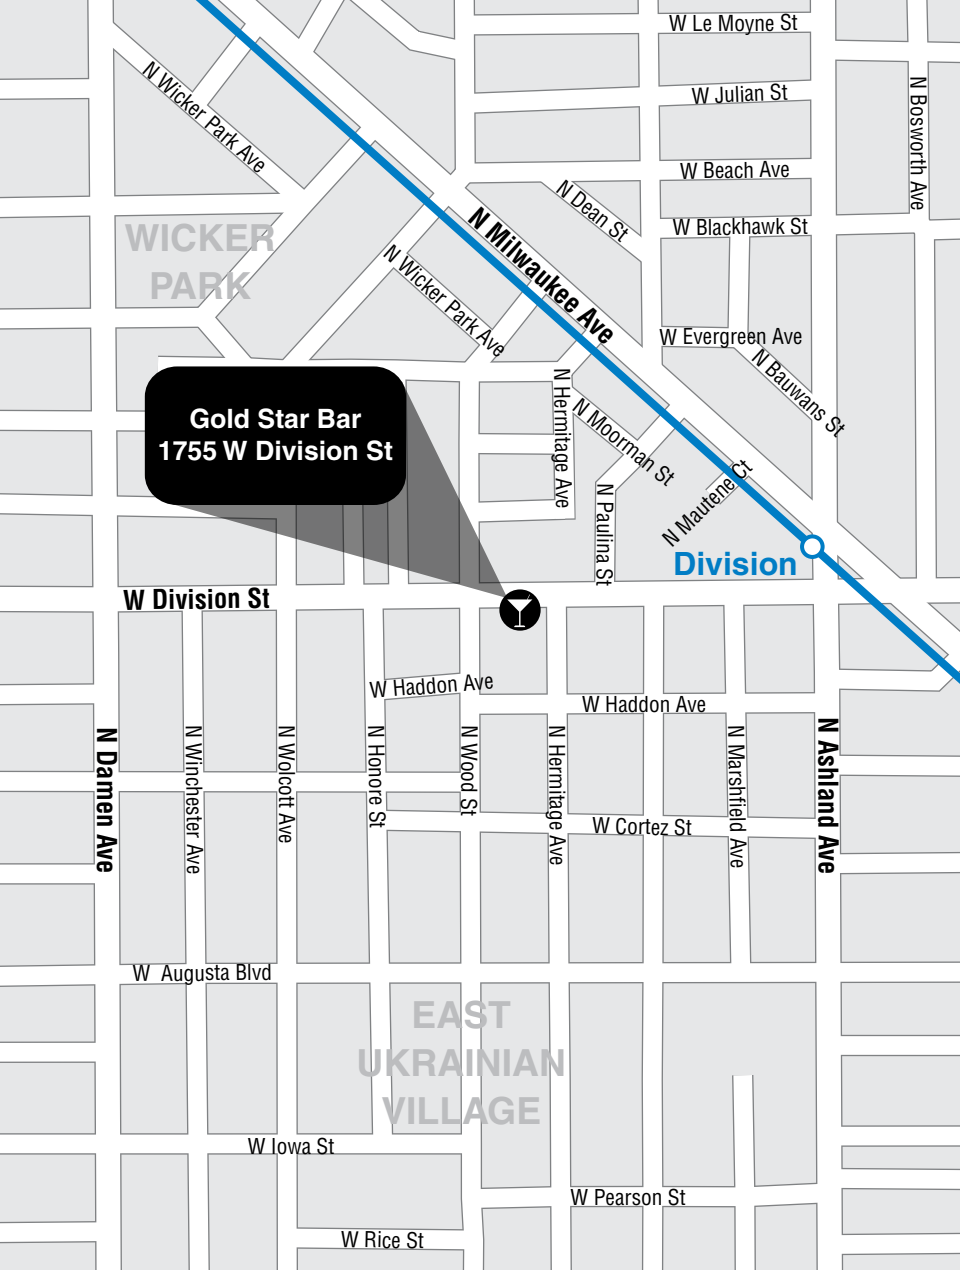 W Le Moyne St
W Julian St
N Bosworth Ave
N Wicker Park Ave
W Beach Ave
N Dean St
W Blackhawk St
WICKER
PARK
N Milwaukee Ave
N Wicker Park Ave
W Evergreen Ave
N Bauwans St
N Hermitage Ave
N Moorman St
Gold Star Bar
1755 W Division St
N Paulina St
N Mautene Ct
Division
W Division St
W Haddon Ave
W Haddon Ave
N Damen Ave
N Winchester Ave
N Wolcott Ave
N Honore St
N Wood St
N Hermitage Ave
N Marshfield Ave
N Ashland Ave
W Cortez St
W Augusta Blvd
EAST
UKRAINIAN
VILLAGE
W Iowa St
W Pearson St
W Rice St